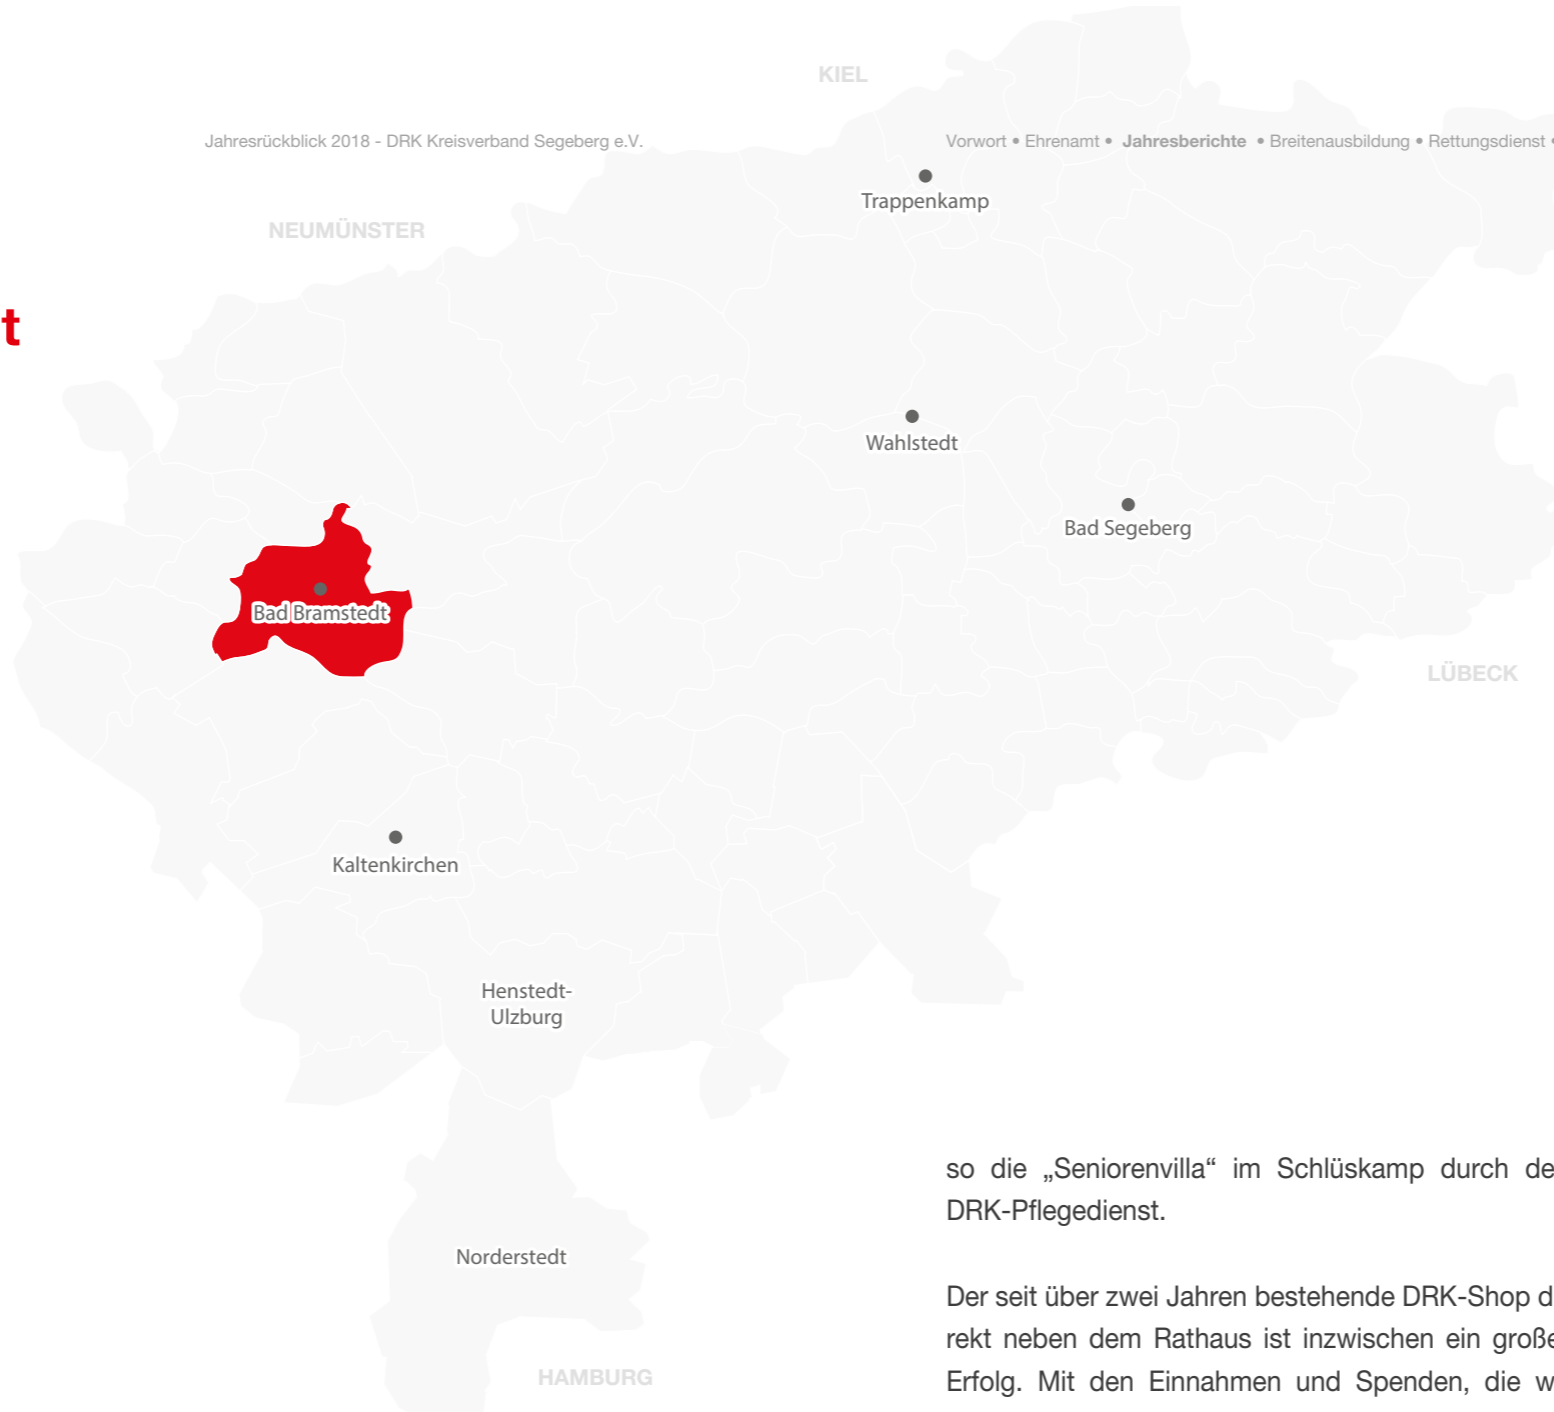 KIEL
Jahresrückblick 2018 - DRK Kreisverband Segeberg e.V.
Vorwort • Ehrenamt • Jahresberichte • Breitenausbildung • Rettungsdienst •
Trappenkamp
NEUMÜNSTER
t
Wahlstedt
Bad Segeberg
Bad Bramstedt
LÜBECK
Kaltenkirchen
Henstedt-
Ulzburg
Norderstedt
HAMBURG
so die „Seniorenvilla“ im Schlüskamp durch de
DRK-Pflegedienst.
Der seit über zwei Jahren bestehende DRK-Shop d
rekt neben dem Rathaus ist inzwischen ein große
Erfolg. Mit den Einnahmen und Spenden, die w